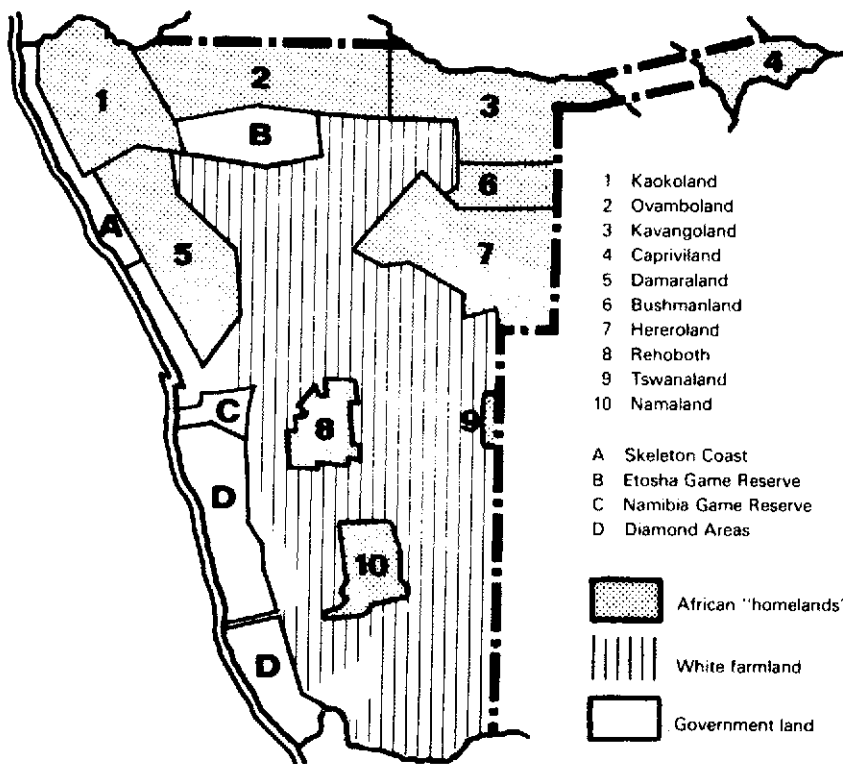 1
2
3
4
B
6
A
5
7
C
8
9
D
10
D
1 Kaokoland
2 Ovamboland
3 Kavangoland
4 Capriviland
5 Damaraland
6 Bushmanland
7 Hereroland
8 Rehoboth
9 Tswanaland
10 Namaland
A Skeleton Coast
B Etosha Game Reserve
C Namibia Game Reserve
D Diamond Areas
African "homelands"
White farmland
Government land